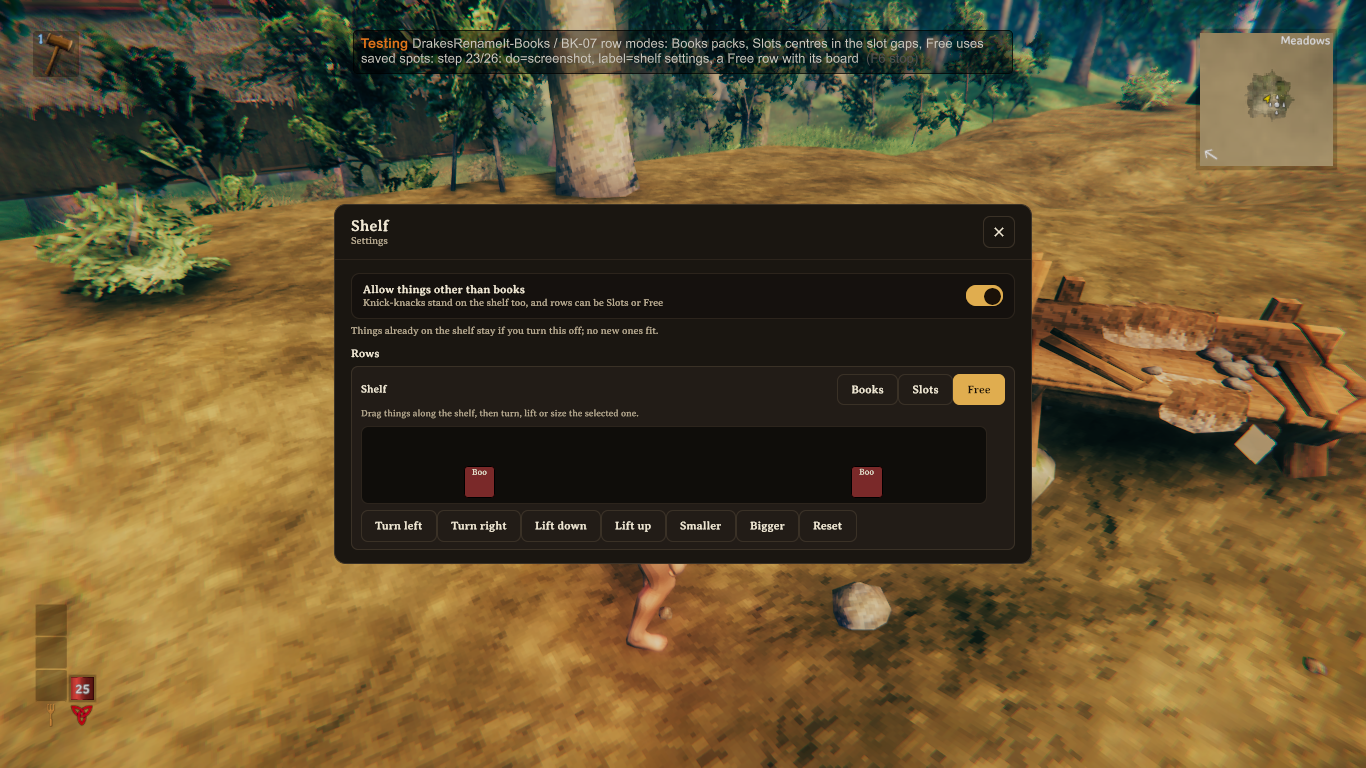 1
Testing DrakesRenameIt-Books / BK-07 row modes: Books packs, Slots centres in the slot gaps, Free uses
saved spots: step 23/26: do=screenshot, label=shelf settings, a Free row with its board (F6 stop)
Meadows
Shelf
Settings
Allow things other than books
Knick-knacks stand on the shelf too, and rows can be Slots or Free
Things already on the shelf stay if you turn this off; no new ones fit.
Rows
Shelf
Books Slots Free
Drag things along the shelf, then turn, lift or size the selected one.
Boo Boo
Turn left Turn right Lift down Lift up Smaller Bigger Reset
25